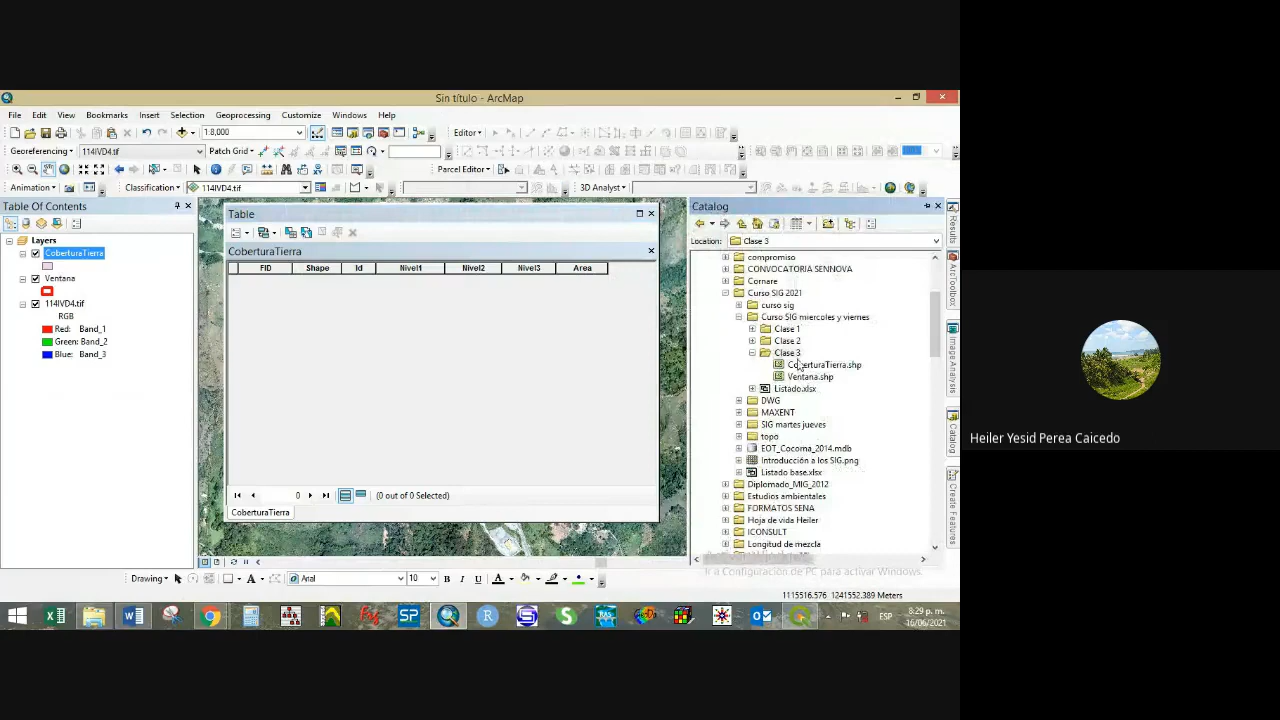 Sin título - ArcMap
File Edit View Bookmarks Insert Selection Geoprocessing Customize Windows Help
1:8,000
Editor
Georeferencing 114IVD4.tif
Patch Grid
Parcel Editor
Animation
Classification
114IVD4.tif
3D Analyst
Table Of Contents
Layers
CoberturaTierra
Ventana
114IVD4.tif
RGB
Red: Band_1
Green: Band_2
Blue: Band_3
Table
CoberturaTierra
FID Shape Id Nivel1 Nivel2 Nivel3 Area
0
(0 out of 0 Selected)
CoberturaTierra
Catalog
Location: Clase 3
compromiso
CONVOCATORIA SENNOVA
Cornare
Curso SIG 2021
curso sig
Curso SIG miercoles y viernes
Clase 1
Clase 2
Clase 3
CoberturaTierra.shp
Ventana.shp
Listado.xlsx
DWG
MAXENT
SIG martes jueves
topo
EOT_Cocorna_2014.mdb
Introducción a los SIG.png
Listado base.xlsx
Diplomado_MIG_2012
Estudios ambientales
FORMATOS SENA
Hoja de vida Heiler
ICONSULT
Longitud de mezcla
Ir a Configuración de PC para activar Windows.
Results
ArcToolbox
Image Analysis
Catalog
Create Features
Drawing
Arial
10
B I U A
1115516.576 1241552.389 Meters
ESP
8:29 p. m.
16/06/2021
Heiler Yesid Perea Caicedo